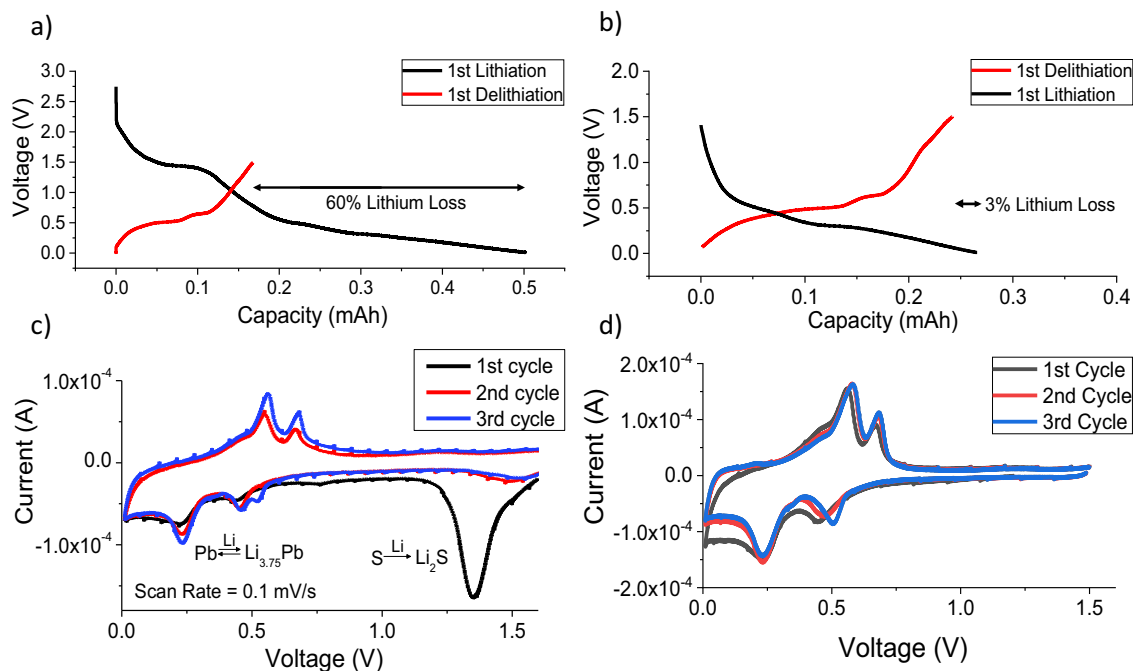 a)
1st Lithiation
1st Delithiation
60% Lithium Loss
3.0
2.5
2.0
1.5
1.0
0.5
0.0
Voltage (V)
0.0 0.1 0.2 0.3 0.4 0.5
Capacity (mAh)
b)
1st Delithiation
1st Lithiation
3% Lithium Loss
2.0
1.5
1.0
0.5
0.0
Voltage (V)
0.0 0.1 0.2 0.3 0.4
Capacity (mAh)
c)
1st cycle
2nd cycle
3rd cycle
1.0x10⁻⁴
0.0
-1.0x10⁻⁴
Current (A)
Li
Pb⇌Li₃.₇₅Pb
Li
S→Li₂S
Scan Rate = 0.1 mV/s
0.0 0.5 1.0 1.5
Voltage (V)
d)
1st Cycle
2nd Cycle
3rd Cycle
2.0x10⁻⁴
1.0x10⁻⁴
0.0
-1.0x10⁻⁴
-2.0x10⁻⁴
Current (A)
0.0 0.5 1.0 1.5
Voltage (V)